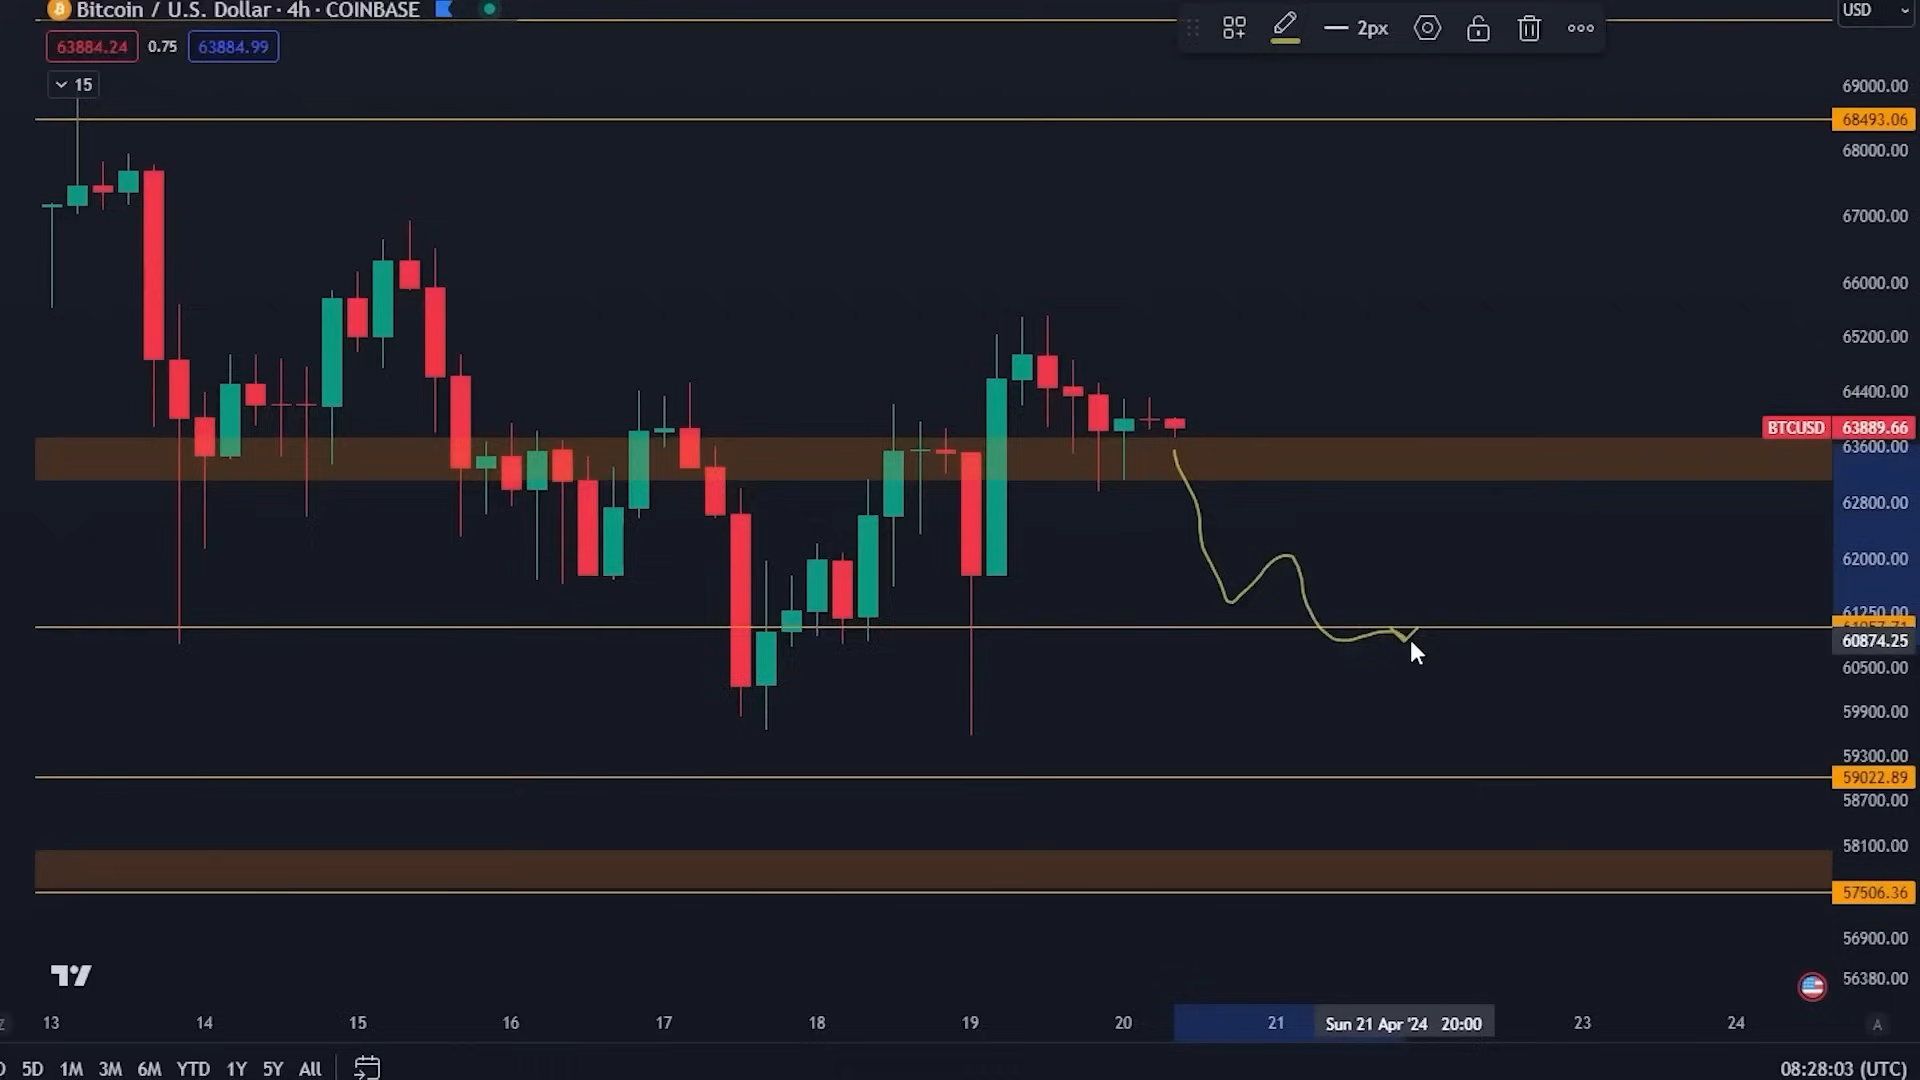 Bitcoin / U.S. Dollar · 4h · COINBASE
2px
USD
63884.24 0.75 63884.99
15
69000.00
68493.06
68000.00
67000.00
66000.00
65200.00
64400.00
BTCUSD 63889.66
63600.00
62800.00
62000.00
61250.00
61057.71
60874.25
60500.00
59900.00
59300.00
59022.89
58700.00
58100.00
57506.36
56900.00
56380.00
13 14 15 16 17 18 19 20 21 Sun 21 Apr '24 20:00 23 24 A
5D 1M 3M 6M YTD 1Y 5Y All
08:28:03 (UTC)